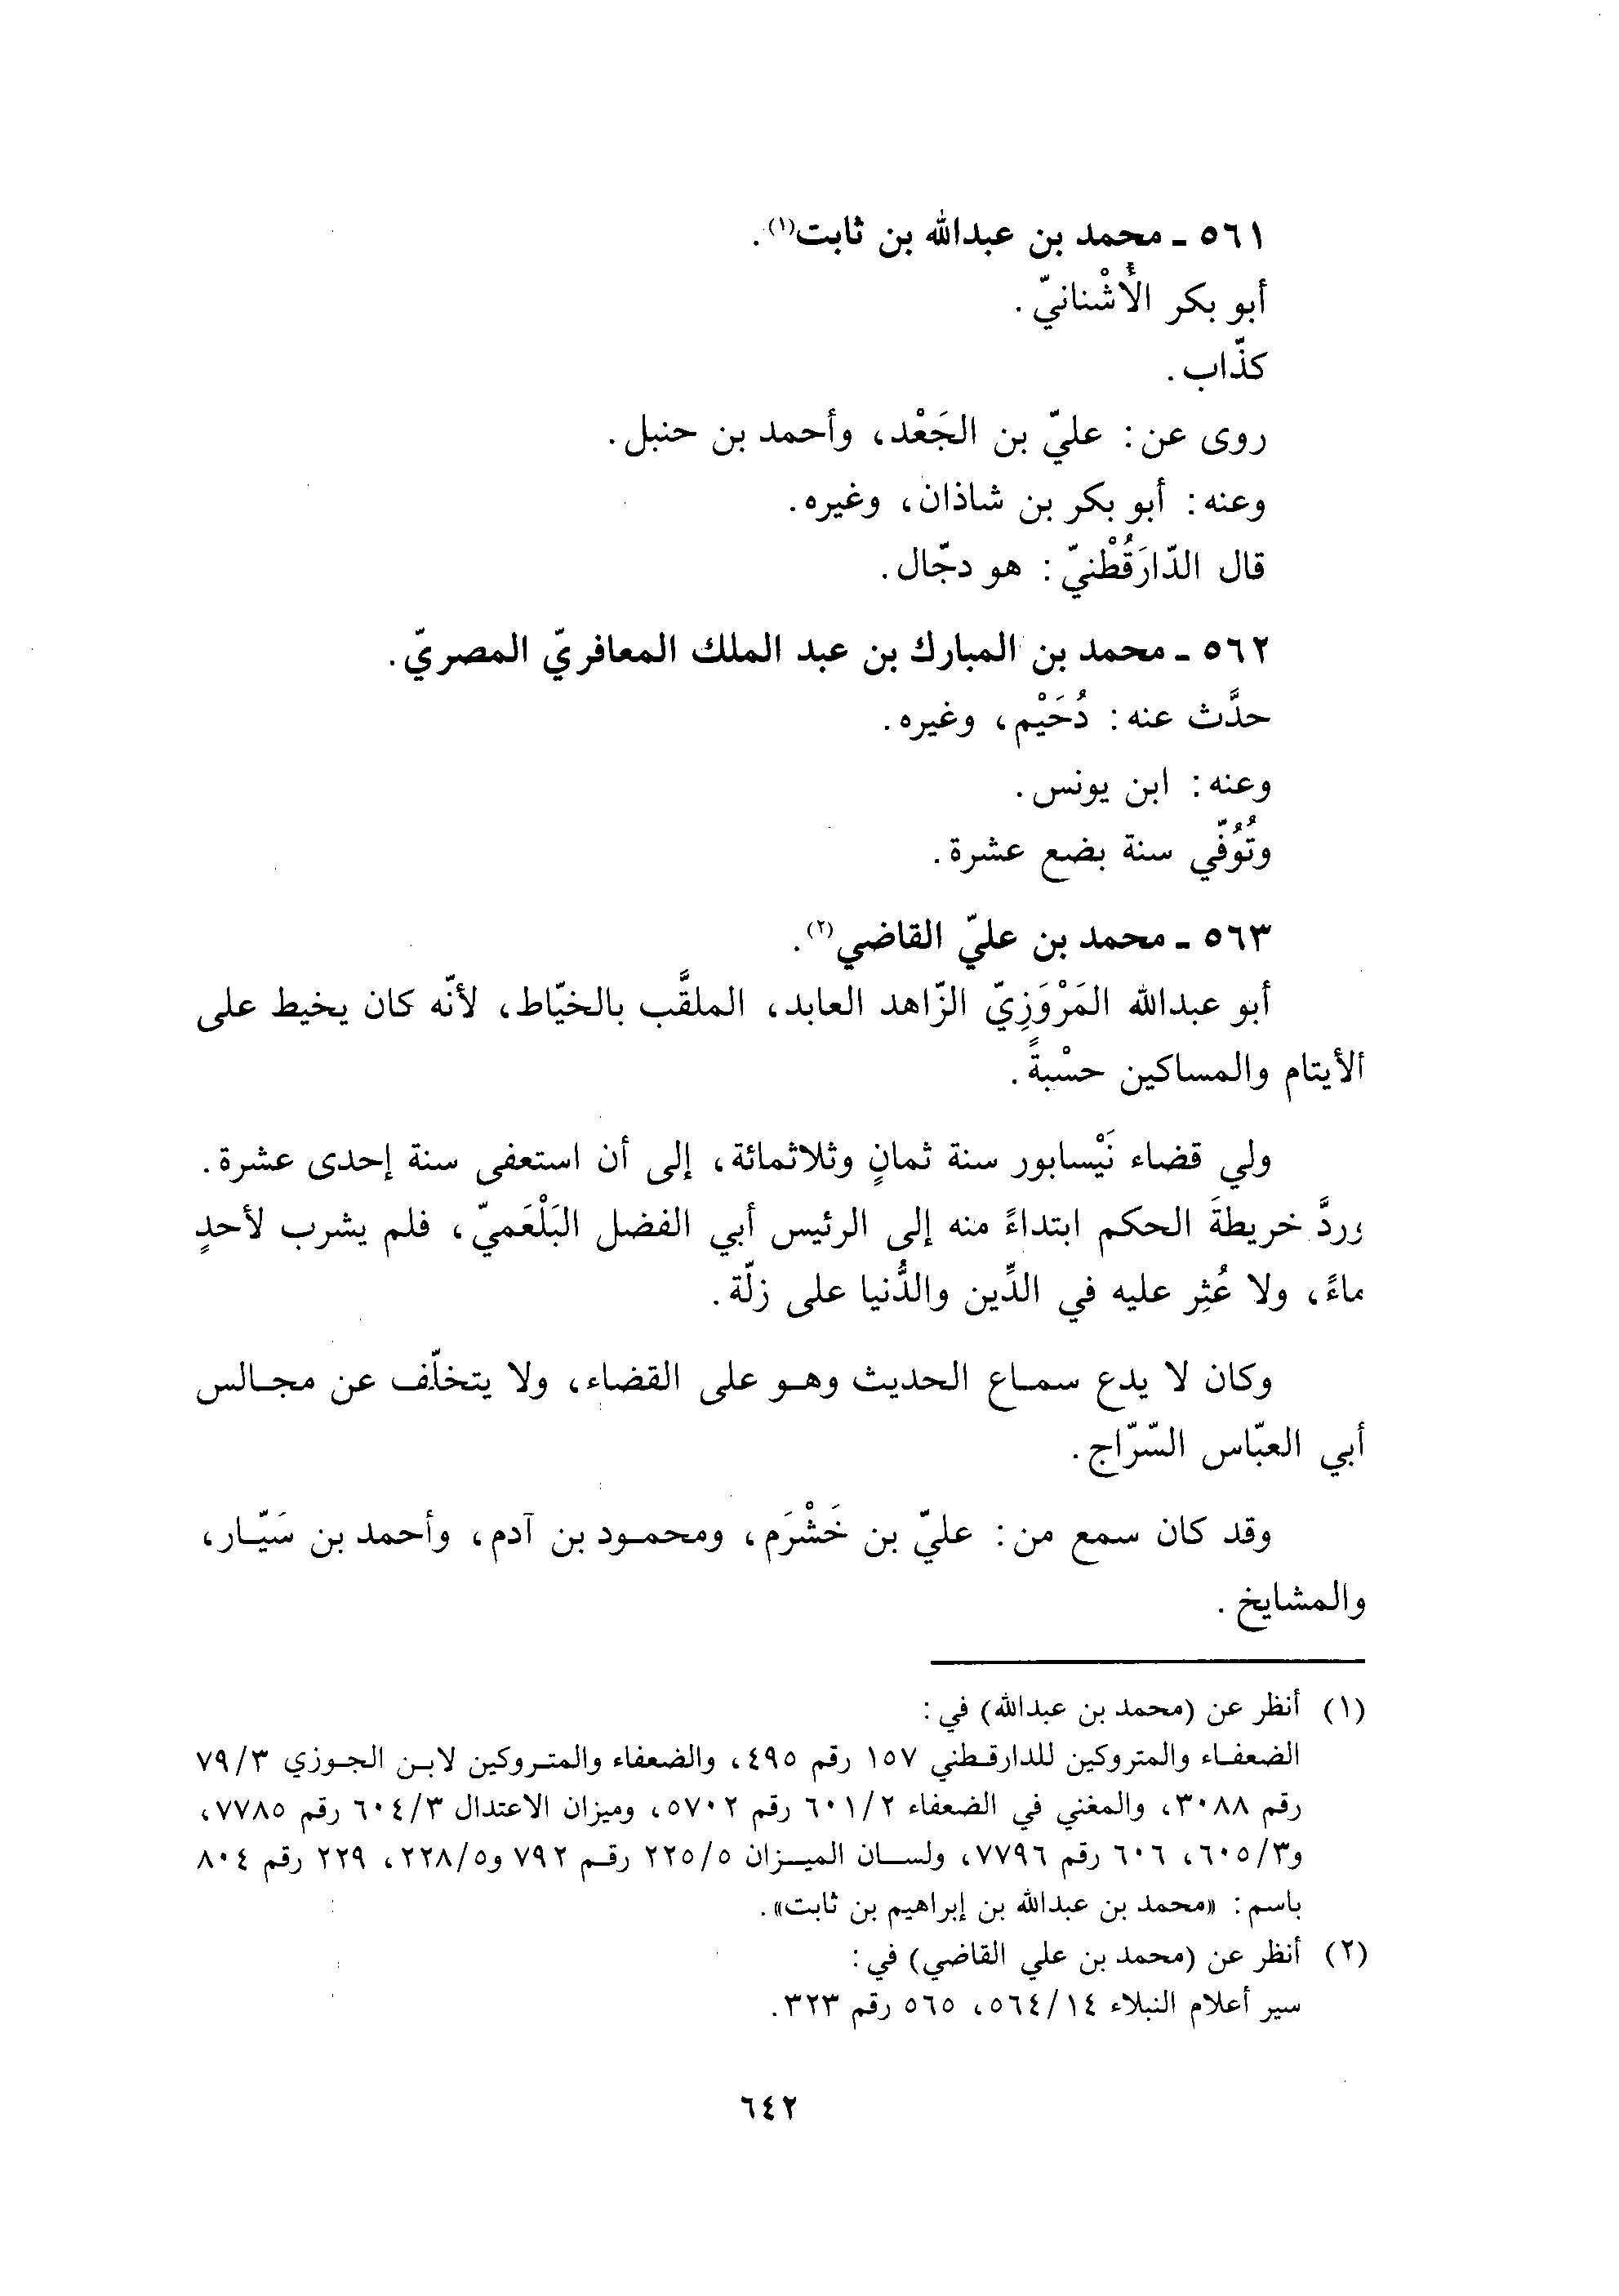 ٥٦١ - محمد بن عبدالله بن ثابت(١).
أبو بكر الأُشْنانيّ.
كذّاب.
روى عن: عليّ بن الجَعْد، وأحمد بن حنبل.
وعنه: أبو بكر بن شاذان، وغيره.
قال الدّارَقُطْنيّ: هو دجّال.
٥٦٢ - محمد بن المبارك بن عبد الملك المعافريّ المصريّ.
حدَّث عنه: دُحَيْم، وغيره.
وعنه: ابن يونس.
وتُوُفّي سنة بضع عشرة.
٥٦٣ - محمد بن عليّ القاضي(٢).
أبو عبدالله المَرْوَزِيّ الزّاهد العابد، الملقَّب بالخيّاط، لأنّه كان يخيط على
الأيتام والمساكين حسْبةً.
ولي قضاء نَيْسابور سنة ثمانٍ وثلاثمائة، إلى أن استعفى سنة إحدى عشرة.
وردَّ خريطةَ الحكم ابتداءً منه إلى الرئيس أبي الفضل البَلْعَميّ، فلم يشرب لأحدٍ
ماءً، ولا عُثِر عليه في الدِّين والدُّنيا على زلّة.
وكان لا يدع سماع الحديث وهو على القضاء، ولا يتخلّف عن مجالس
أبي العبّاس السّرّاج.
وقد كان سمع من: عليّ بن خَشْرَم، ومحمود بن آدم، وأحمد بن سَيّار،
والمشايخ.
(١) أنظر عن (محمد بن عبدالله) في:
الضعفاء والمتروكين للدارقطني ١٥٧ رقم ٤٩٥، والضعفاء والمتروكين لابن الجوزي ٧٩/٣
رقم ٣٠٨٨، والمغني في الضعفاء ٦٠١/٢ رقم ٥٧٠٢، وميزان الاعتدال ٦٠٤/٣ رقم ٧٧٨٥،
و٦٠٥/٣، ٦٠٦ رقم ٧٧٩٦، ولسان الميزان ٢٢٥/٥ رقم ٧٩٢ و٢٢٨/٥، ٢٢٩ رقم ٨٠٤
باسم: «محمد بن عبدالله بن إبراهيم بن ثابت».
(٢) أنظر عن (محمد بن علي القاضي) في:
سير أعلام النبلاء ٥٦٤/١٤، ٥٦٥ رقم ٣٢٣.
٦٤٢